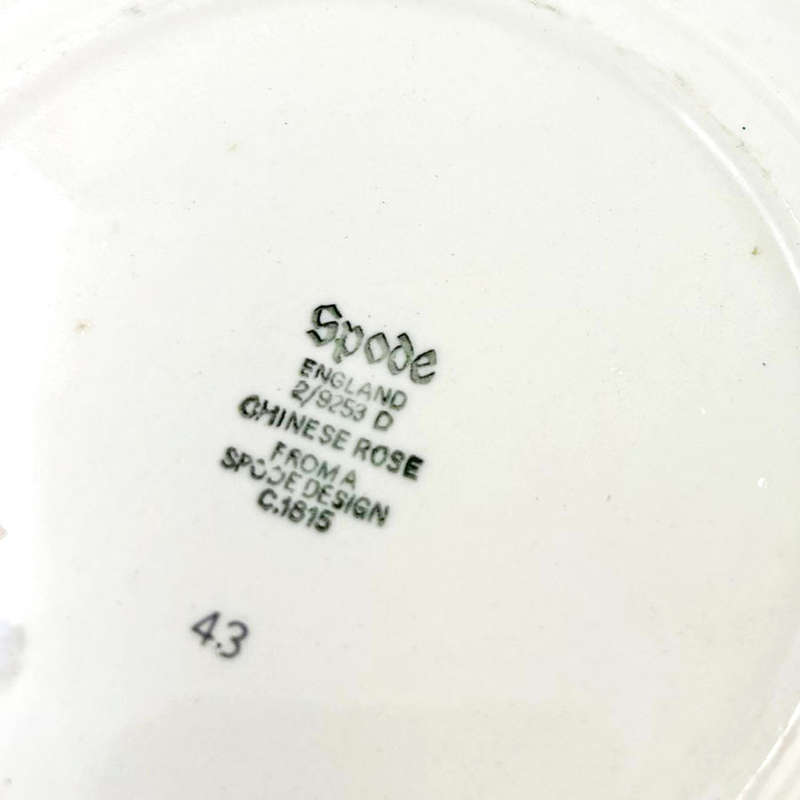 Spode
ENGLAND
2/9253 D
CHINESE ROSE
FROM A
SPODE DESIGN
C.1815
43